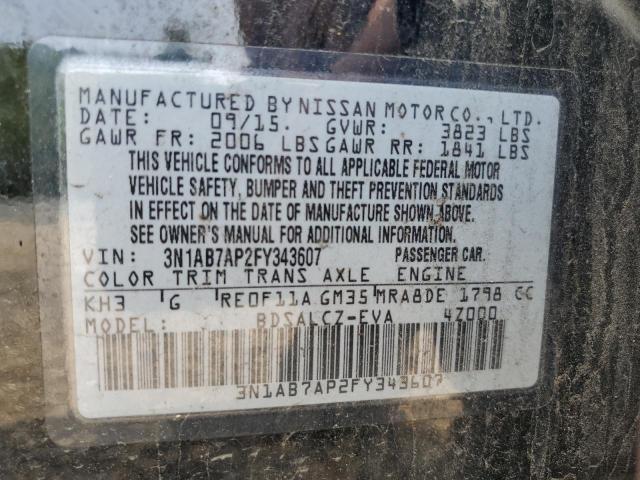 MANUFACTURED BY NISSAN MOTOR CO., LTD.
DATE: 09/15. GVWR: 3823 LBS
GAWR FR: 2006 LBS GAWR RR: 1841 LBS
THIS VEHICLE CONFORMS TO ALL APPLICABLE FEDERAL MOTOR
VEHICLE SAFETY, BUMPER AND THEFT PREVENTION STANDARDS
IN EFFECT ON THE DATE OF MANUFACTURE SHOWN ABOVE.
SEE OWNER'S MANUAL FOR ADDITIONAL INFORMATION.
VIN: 3N1AB7AP2FY343607 PASSENGER CAR.
COLOR TRIM TRANS AXLE ENGINE
KH3 G RE0F11A GM35 MRA8DE 1798 CC
MODEL: BDSALCZ-EVA 4Z000
3N1AB7AP2FY343607